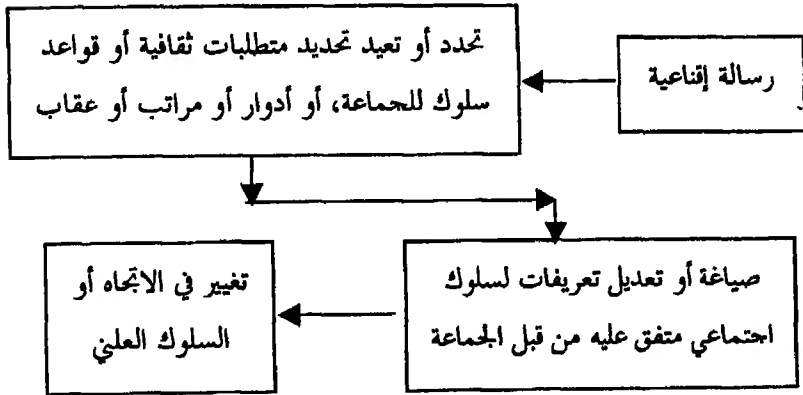 رسالة إقناعية
تحدد أو تعيد تحديد متطلبات ثقافية أو قواعد
سلوك للجماعة، أو أدوار أو مراتب أو عقاب
صياغة أو تعديل تعريفات لسلوك
اجتماعي متفق عليه من قبل الجماعة
تغيير في الاتجاه أو
السلوك العلني